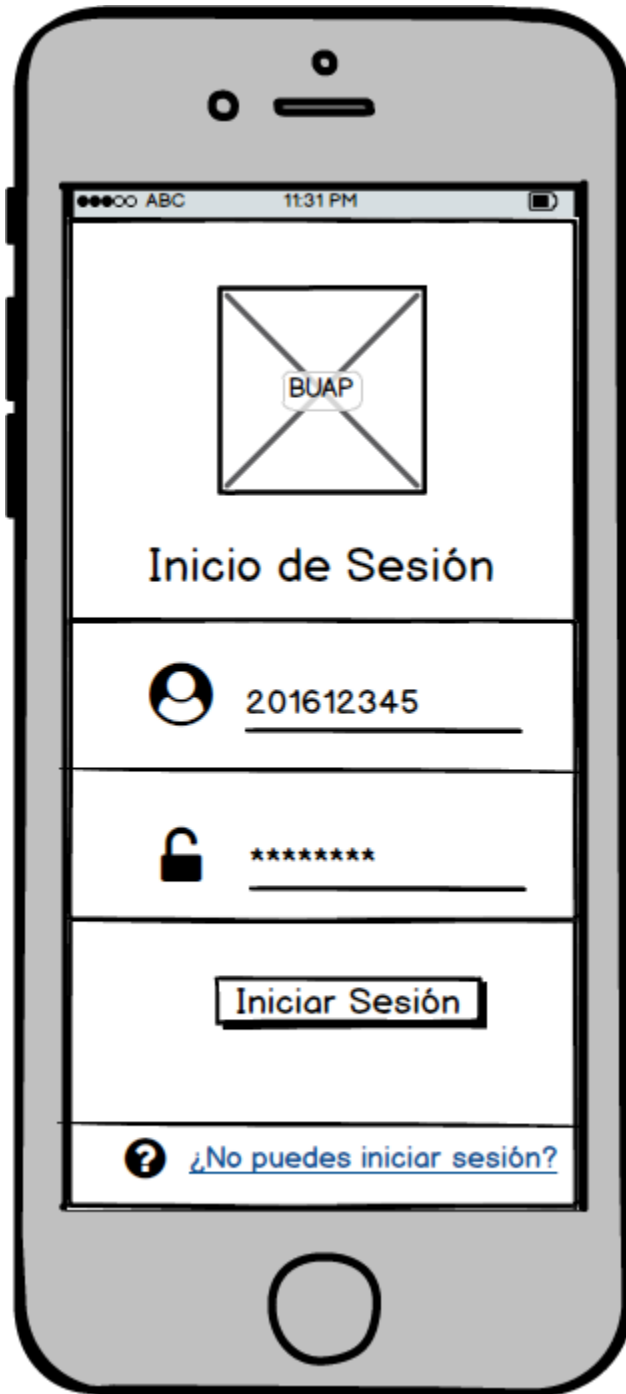 ABC 11:31 PM
BUAP
Inicio de Sesión
201612345
********
Iniciar Sesión
? ¿No puedes iniciar sesión?